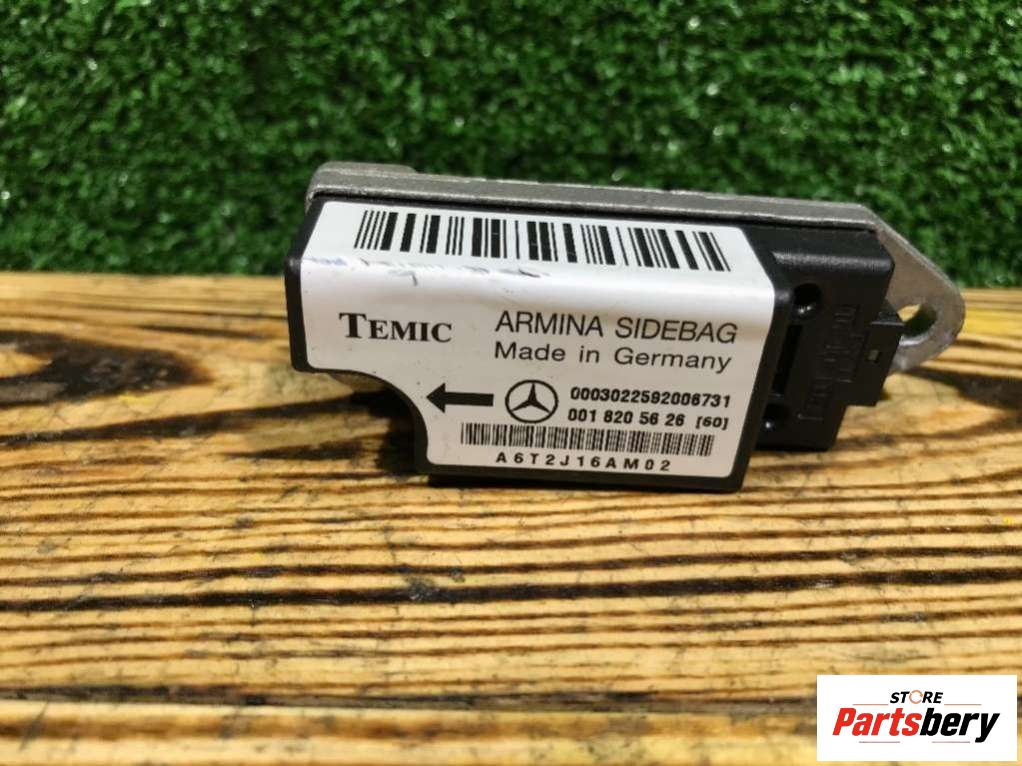 TEMIC
ARMINA SIDEBAG
Made in Germany
0003022592006731
001 820 56 26 [60]
A6T2J16AM02
STORE
Partsbery